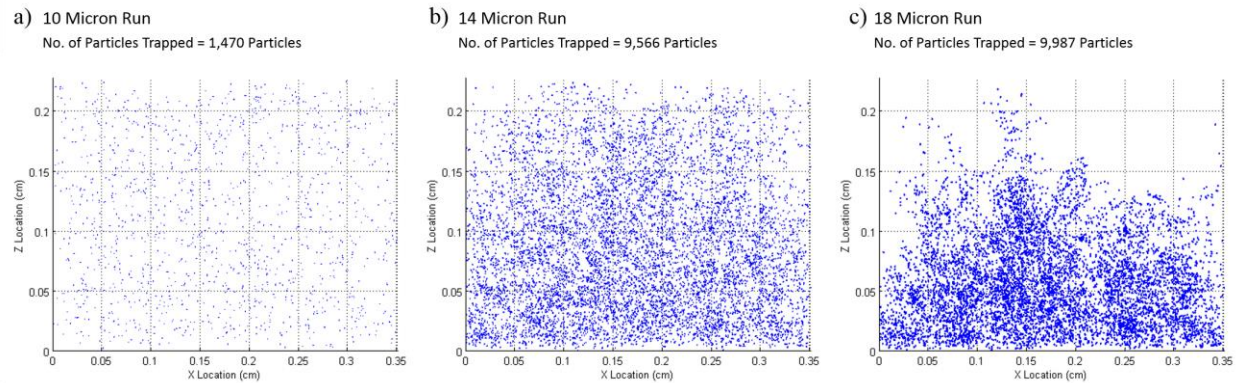 a) 10 Micron Run
No. of Particles Trapped = 1,470 Particles
Z Location (cm)
0.2
0.15
0.1
0.05
0
0 0.05 0.1 0.15 0.2 0.25 0.3 0.35
X Location (cm)
b) 14 Micron Run
No. of Particles Trapped = 9,566 Particles
Z Location (cm)
0.2
0.15
0.1
0.05
0
0 0.05 0.1 0.15 0.2 0.25 0.3 0.35
X Location (cm)
c) 18 Micron Run
No. of Particles Trapped = 9,987 Particles
Z Location (cm)
0.2
0.15
0.1
0.05
0
0.05 0.1 0.15 0.2 0.25 0.3 0.35
X Location (cm)